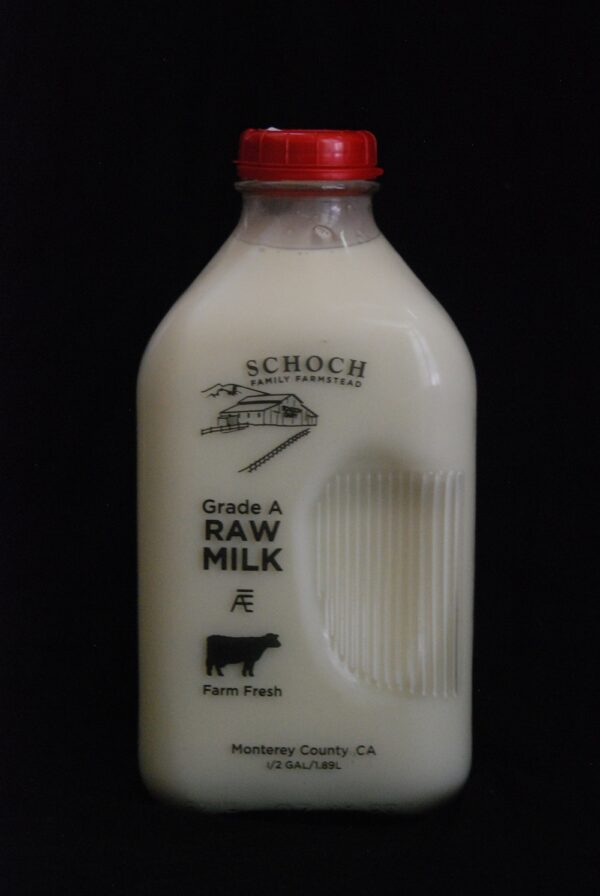 SCHOCH
FAMILY FARMSTEAD
Grade A
RAW
MILK
Æ
Farm Fresh
Monterey County CA
1/2 GAL/1.89L